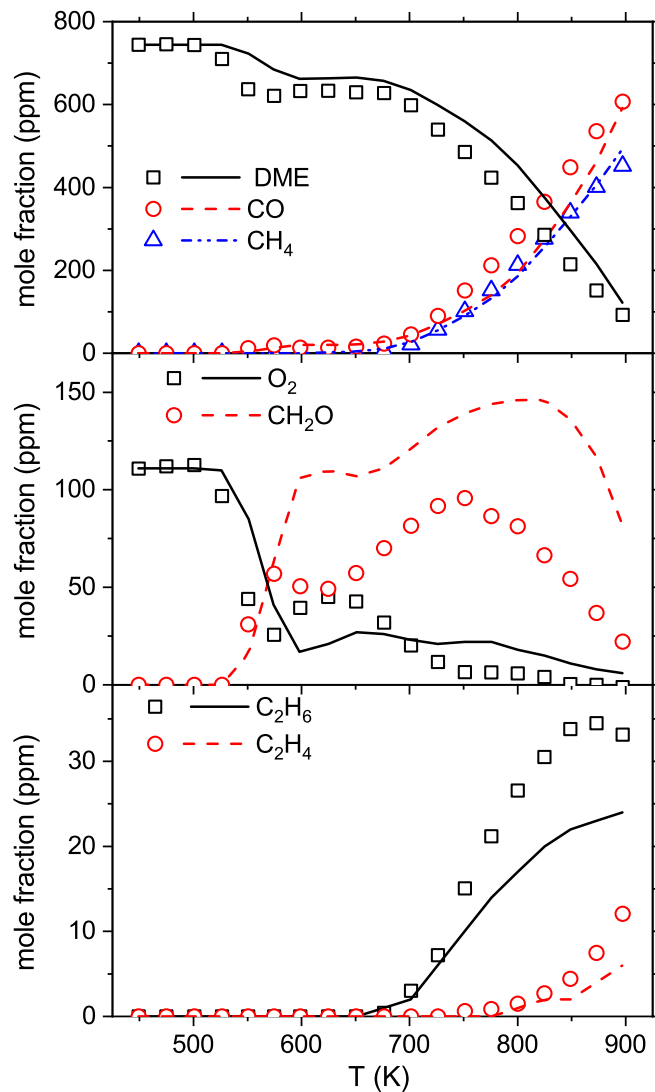 800
600
400
200
0
mole fraction (ppm)
DME
CO
CH₄
150
100
50
0
mole fraction (ppm)
O₂
CH₂O
30
20
10
0
mole fraction (ppm)
C₂H₆
C₂H₄
500 600 700 800 900
T (K)